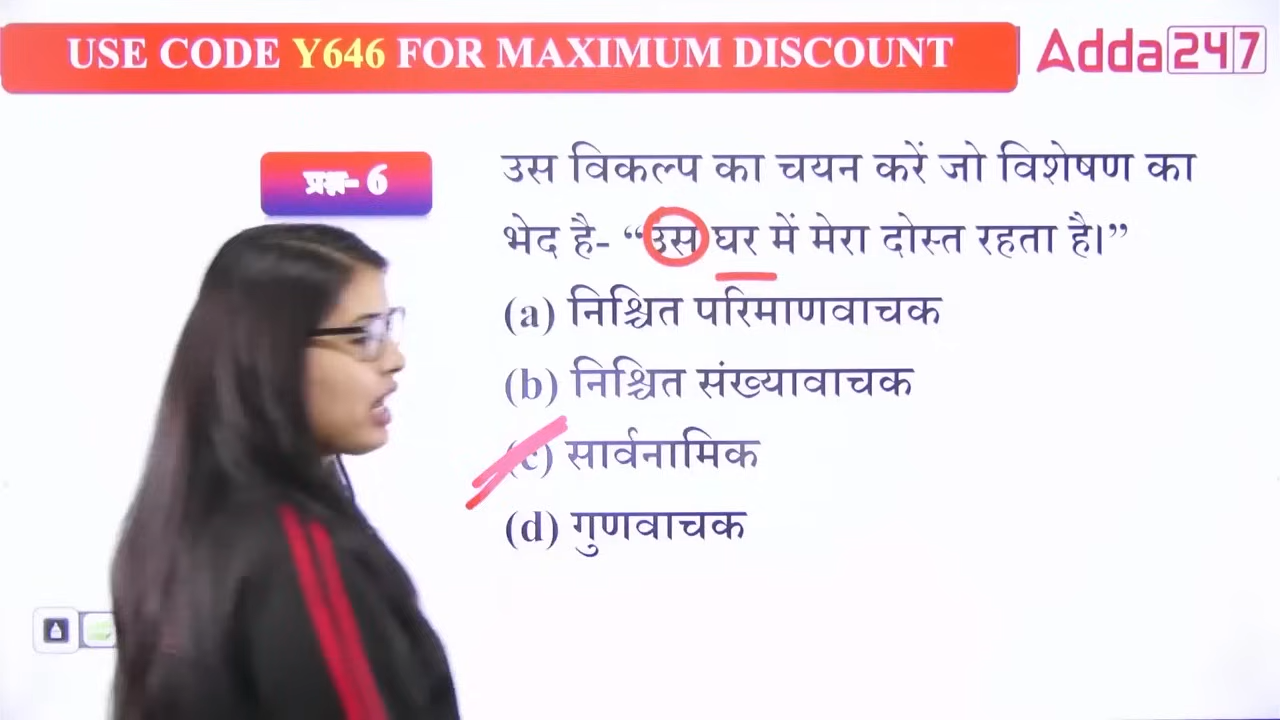 USE CODE Y646 FOR MAXIMUM DISCOUNT
Adda247
प्रश्न- 6
उस विकल्प का चयन करें जो विशेषण का
भेद है- “उस घर में मेरा दोस्त रहता है।”
(a) निश्चित परिमाणवाचक
(b) निश्चित संख्यावाचक
(c) सार्वनामिक
(d) गुणवाचक